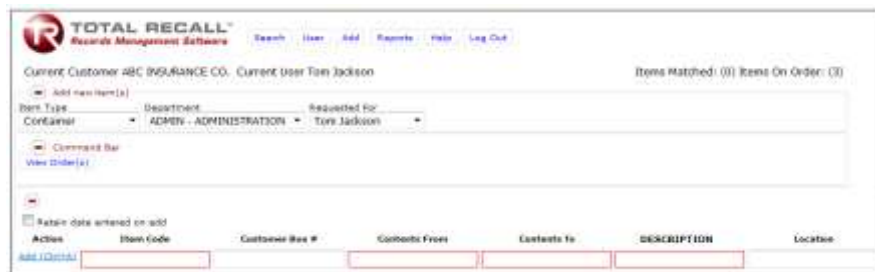 TOTAL RECALL™
Records Management Software
Search User Add Reports Help Log Out
Current Customer ABC INSURANCE CO. Current User Tom Jackson
Items Matched: (0) Items On Order: (3)
Add new item(s)
Item Type Department Requested For
Container ADMIN - ADMINISTRATION Tom Jackson
Command Bar
View Order(s)
Retain data entered on add
Action Item Code Customer Box # Contents From Contents To DESCRIPTION Location
Add